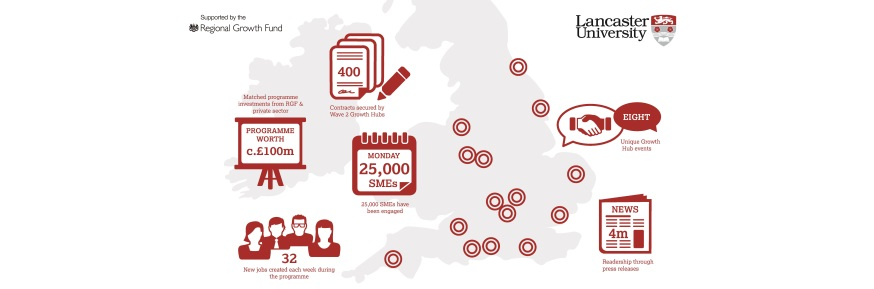 Supported by the
Regional Growth Fund
Lancaster
University
400
Contracts secured by
Wave 2 Growth Hubs
Matched programme
investments from RGF &
private sector
PROGRAMME
WORTH
c.£100m
MONDAY
25,000
SMEs
25,000 SMEs have
been engaged
EIGHT
Unique Growth
Hub events
NEWS
4m
Readership through
press releases
32
New jobs created each week during
the programme